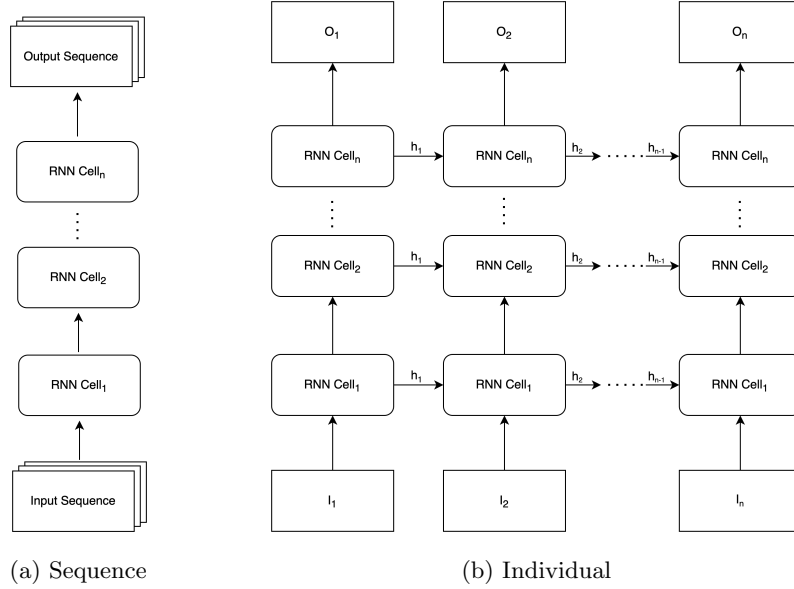 Output Sequence
RNN Cellₙ
RNN Cell₂
RNN Cell₁
Input Sequence
(a) Sequence
O₁ O₂ Oₙ
RNN Cellₙ h₁ RNN Cellₙ h₂ hₙ₋₁ RNN Cellₙ
RNN Cell₂ h₁ RNN Cell₂ h₂ hₙ₋₁ RNN Cell₂
RNN Cell₁ h₁ RNN Cell₁ h₂ hₙ₋₁ RNN Cell₁
I₁ I₂ Iₙ
(b) Individual